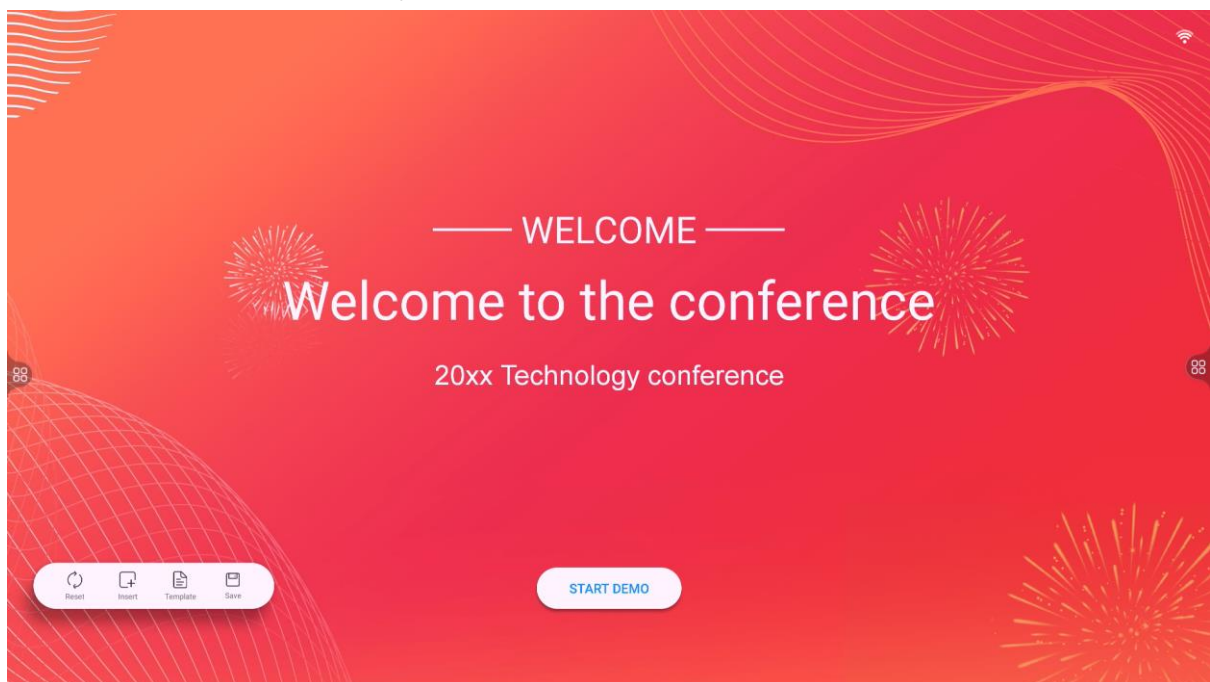 WELCOME
Welcome to the conference
20xx Technology conference
START DEMO
Reset Insert Template Save